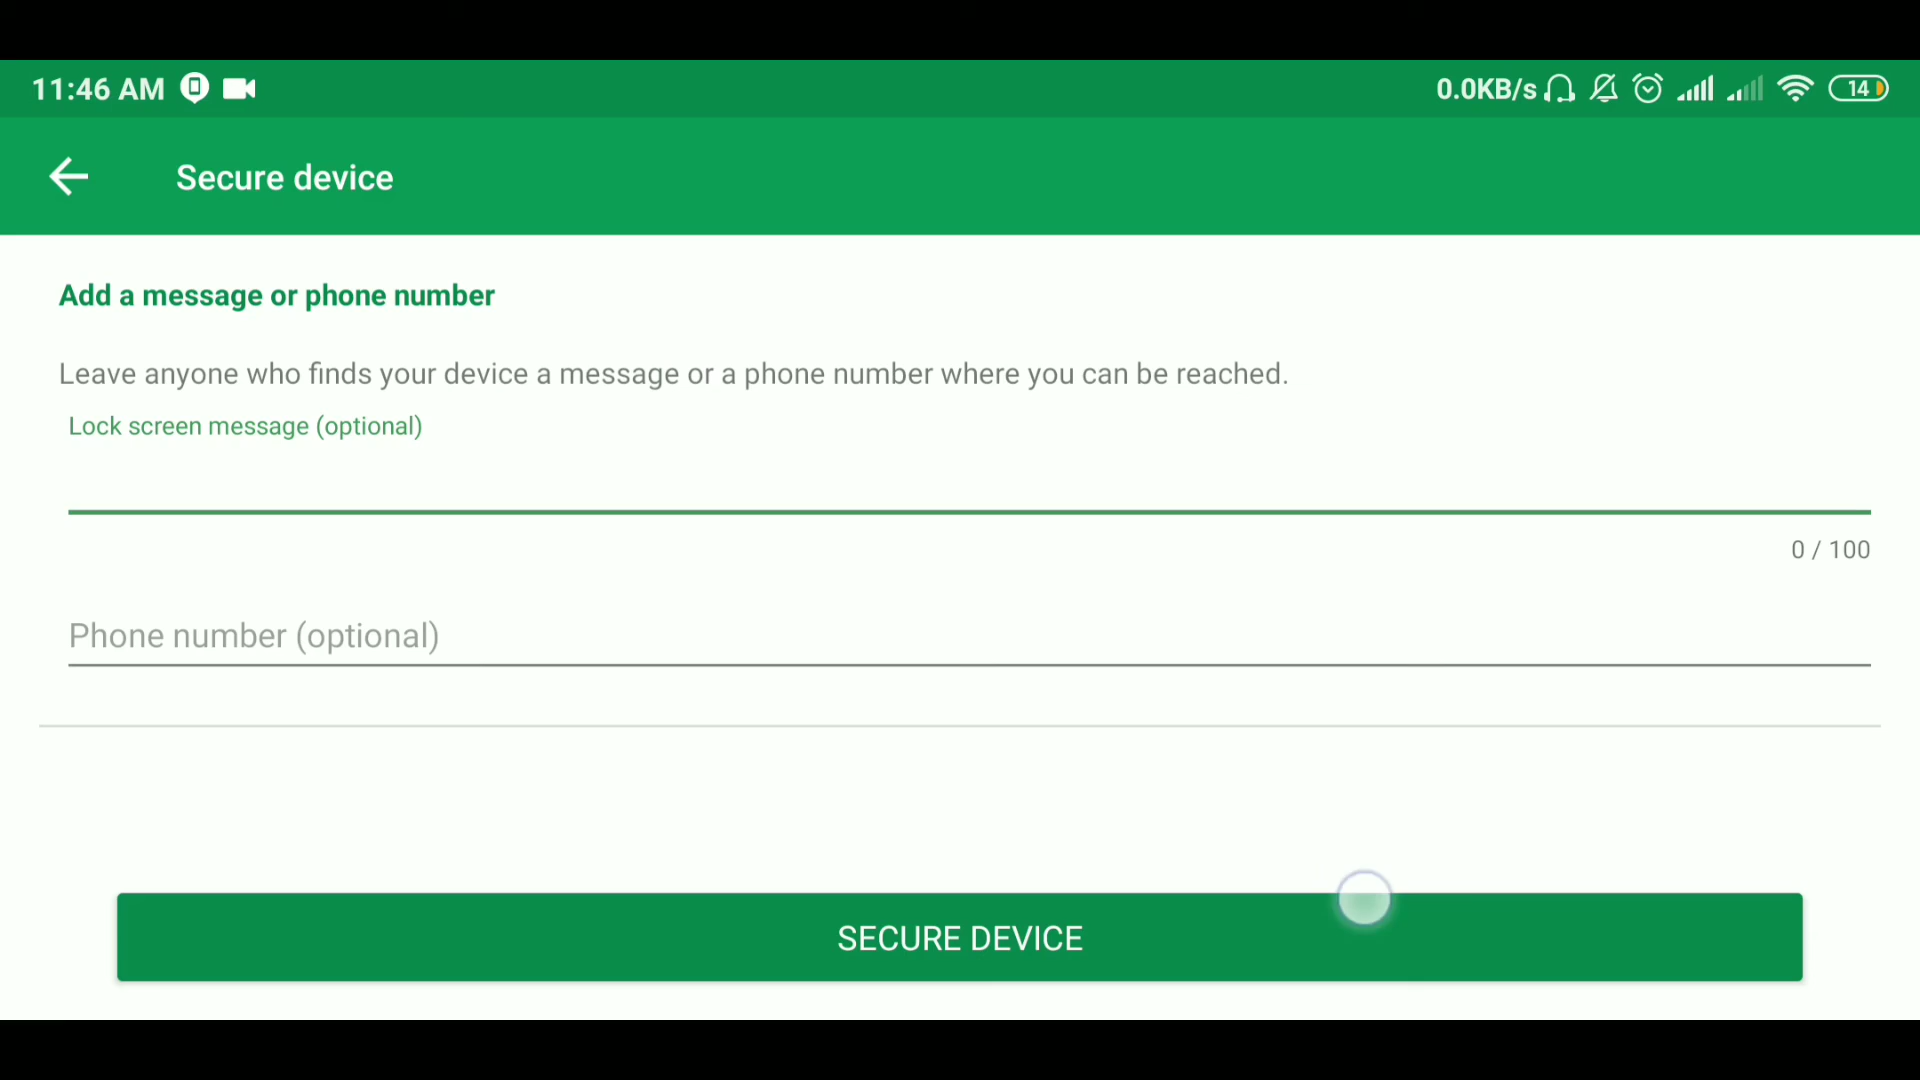 11:46 AM 0.0KB/s 14
Secure device
Add a message or phone number
Leave anyone who finds your device a message or a phone number where you can be reached.
Lock screen message (optional)
0 / 100
Phone number (optional)
SECURE DEVICE